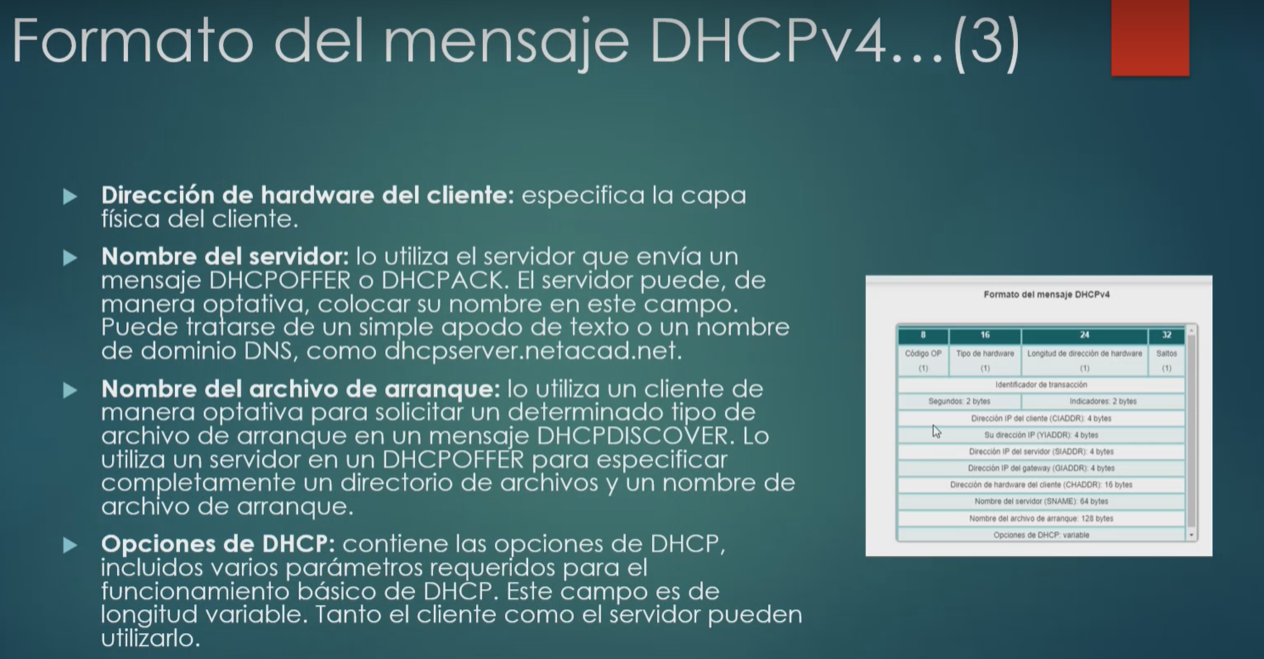 Formato del mensaje DHCPv4...(3)
Dirección de hardware del cliente: especifica la capa
física del cliente.
Nombre del servidor: lo utiliza el servidor que envía un
mensaje DHCPOFFER o DHCPACK. El servidor puede, de
manera optativa, colocar su nombre en este campo.
Puede tratarse de un simple apodo de texto o un nombre
de dominio DNS, como dhcpserver.netacad.net.
Nombre del archivo de arranque: lo utiliza un cliente de
manera optativa para solicitar un determinado tipo de
archivo de arranque en un mensaje DHCPDISCOVER. Lo
utiliza un servidor en un DHCPOFFER para especificar
completamente un directorio de archivos y un nombre de
archivo de arranque.
Opciones de DHCP: contiene las opciones de DHCP,
incluidos varios parámetros requeridos para el
funcionamiento básico de DHCP. Este campo es de
longitud variable. Tanto el cliente como el servidor pueden
utilizarlo.
Formato del mensaje DHCPv4
8 16 24 32
Código OP Tipo de hardware Longitud de dirección de hardware Saltos
(1) (1) (1) (1)
Identificador de transacción
Segundos: 2 bytes Indicadores: 2 bytes
Dirección IP del cliente (CIADDR): 4 bytes
Su dirección IP (YIADDR): 4 bytes
Dirección IP del servidor (SIADDR): 4 bytes
Dirección IP del gateway (GIADDR): 4 bytes
Dirección de hardware del cliente (CHADDR): 16 bytes
Nombre del servidor (SNAME): 64 bytes
Nombre del archivo de arranque: 128 bytes
Opciones de DHCP: variable